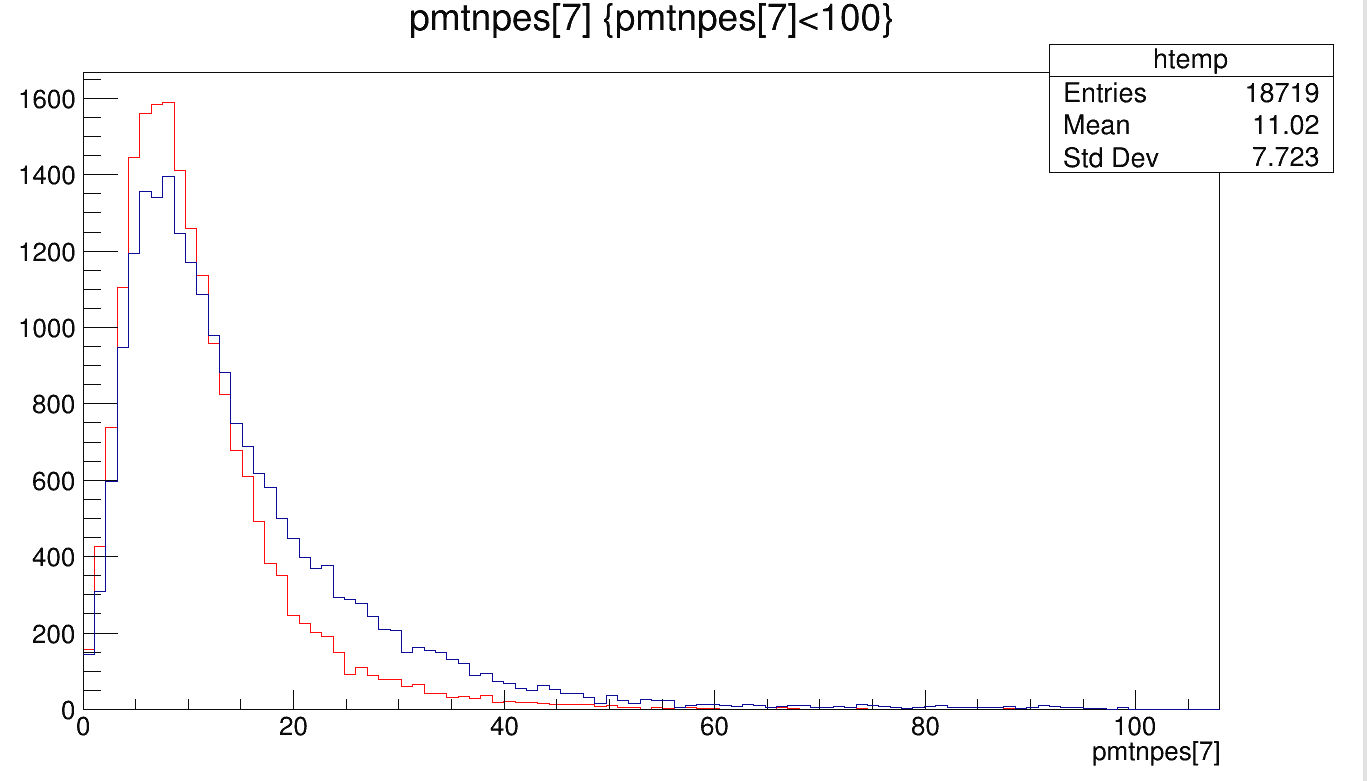 pmtnpes[7] {pmtnpes[7]<100}
htemp
Entries 18719
Mean 11.02
Std Dev 7.723
1600
1400
1200
1000
800
600
400
200
0
0 20 40 60 80 100
pmtnpes[7]